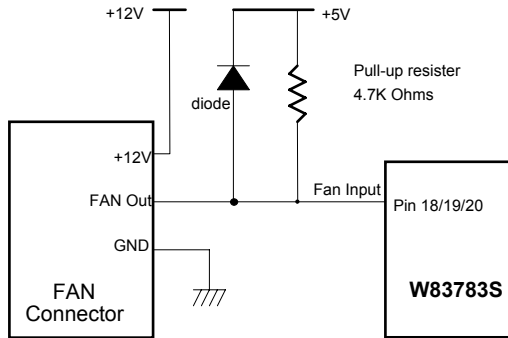 +12V
+5V
Pull-up resister
4.7K Ohms
diode
+12V
FAN Out
Fan Input
Pin 18/19/20
GND
FAN
Connector
W83783S